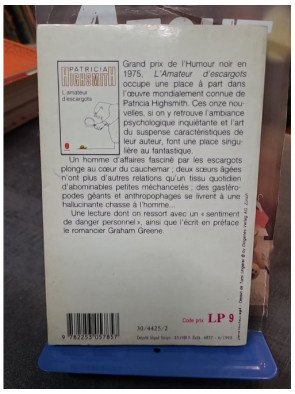 PATRICIA
HIGHSMITH
L'amateur
d'escargots
Grand prix de l'Humour noir en
1975, L'Amateur d'escargots
occupe une place à part dans
l'œuvre mondialement connue de
Patricia Highsmith. Ces onze nou-
velles, si on y retrouve l'ambiance
psychologique inquiétante et l'art
du suspense caractéristiques de
leur auteur, font une place singu-
lière au fantastique.
Un homme d'affaires fasciné par les escargots
plonge au cœur du cauchemar ; deux sœurs âgées
n'ont plus d'autres relations qu'un tissu quotidien
d'abominables petites méchancetés ; des gastéro-
podes géants et anthropophages se livrent à une
hallucinante chasse à l'homme...
Une lecture dont on ressort avec un « sentiment
de danger personnel », ainsi que l'écrit en préface
le romancier Graham Greene.
Code prix LP 9
9 782253 057857
30/4425/2